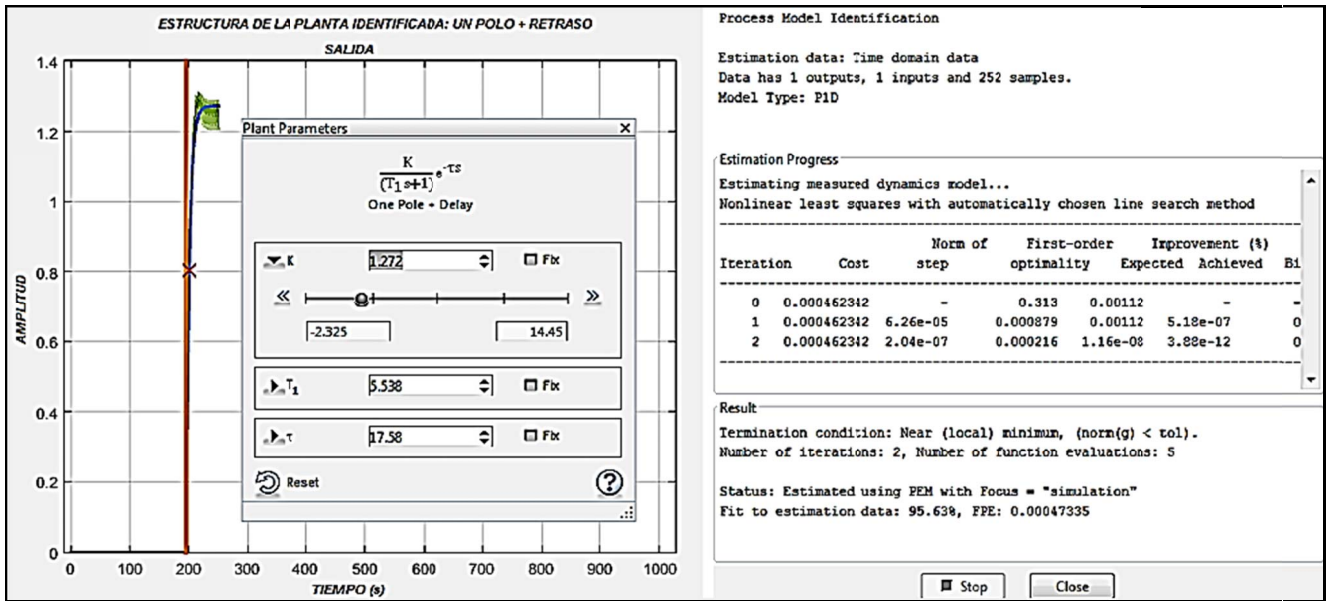 ESTRUCTURA DE LA PLANTA IDENTIFICADA: UN POLO + RETRASO
SALIDA
1.4
1.2
1
0.8
0.6
0.4
0.2
0
AMPLITUD
0 100 200 300 400 500 600 700 800 900 1000
TIEMPO (s)
Plant Parameters
K
(T1 s+1) e-τs
One Pole + Delay
K 1.272 Fix
-2.325 14.45
T1 5.538 Fix
τ 17.58 Fix
Reset
Process Model Identification
Estimation data: Time domain data
Data has 1 outputs, 1 inputs and 252 samples.
Model Type: P1D
Estimation Progress
Estimating measured dynamics model...
Nonlinear least squares with automatically chosen line search method
Norm of First-order Improvement (%)
Iteration Cost step optimality Expected Achieved Bi
0 0.000462342 - 0.313 0.00112 - -
1 0.000462342 6.26e-05 0.000879 0.00112 5.18e-07 0
2 0.000462342 2.04e-07 0.000216 1.16e-08 3.88e-12 0
Result
Termination condition: Near (local) minimum, (norm(g) < tol).
Number of iterations: 2, Number of function evaluations: 5
Status: Estimated using PEM with Focus = "simulation"
Fit to estimation data: 95.63%, FPE: 0.00047335
Stop Close